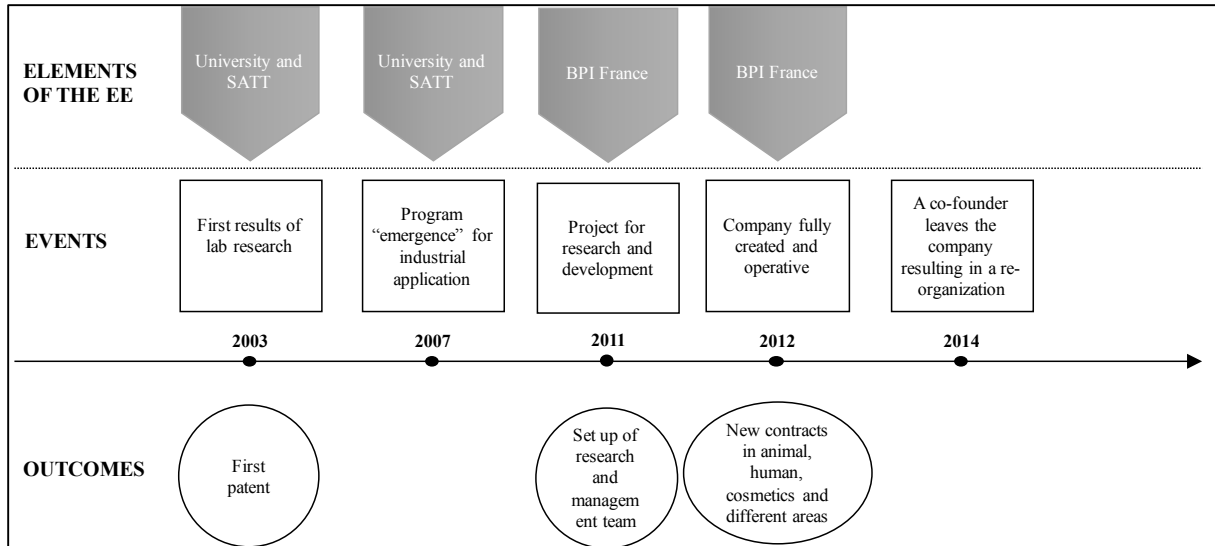 ELEMENTS
OF THE EE
University and
SATT
University and
SATT
BPI France
BPI France
EVENTS
First results of
lab research
Program
“emergence” for
industrial
application
Project for
research and
development
Company fully
created and
operative
A co-founder
leaves the
company
resulting in a re-
organization
2003
2007
2011
2012
2014
OUTCOMES
First
patent
Set up of
research
and
managem
ent team
New contracts
in animal,
human,
cosmetics and
different areas